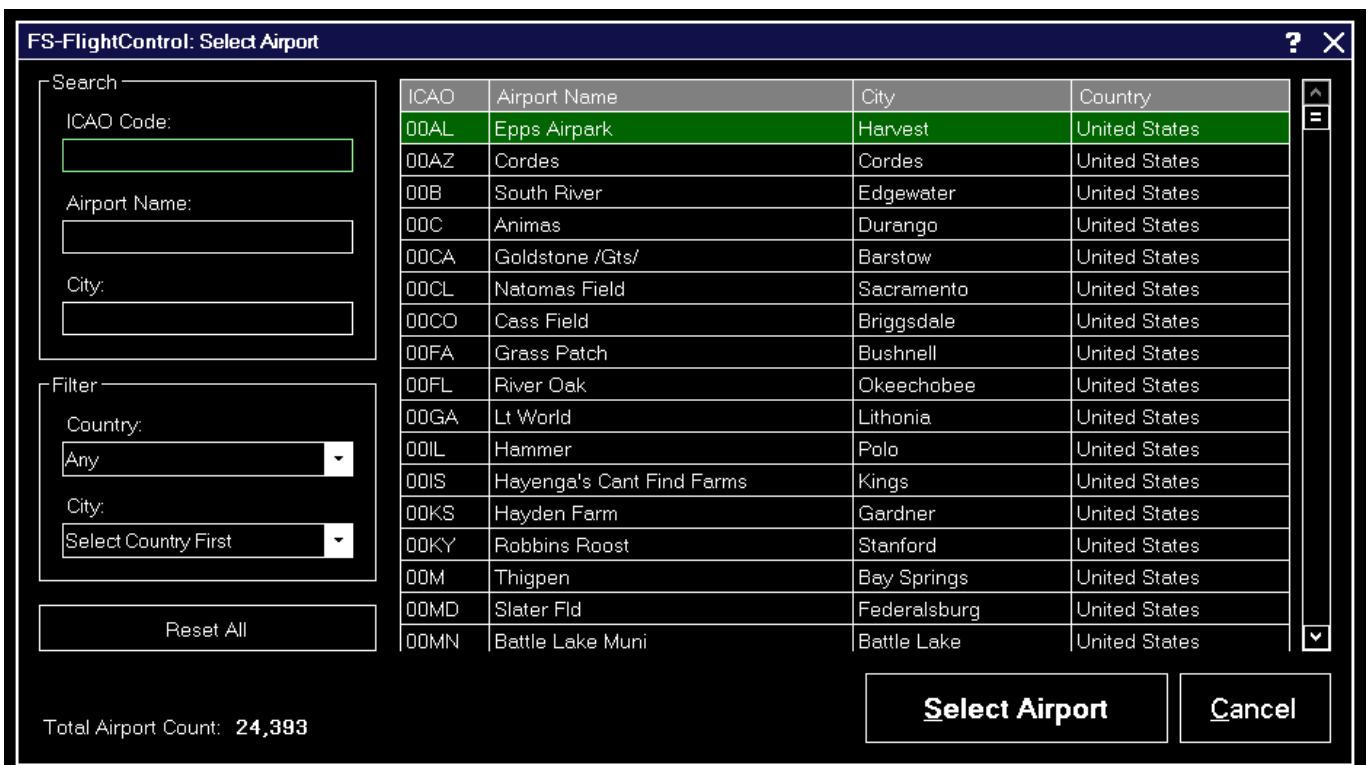 FS-FlightControl: Select Airport ?
Search
ICAO Code:
Airport Name:
City:
Filter
Country:
Any
City:
Select Country First
Reset All
Total Airport Count: 24,393
ICAO Airport Name City Country
00AL Epps Airpark Harvest United States
00AZ Cordes Cordes United States
00B South River Edgewater United States
00C Animas Durango United States
00CA Goldstone /Gts/ Barstow United States
00CL Natomas Field Sacramento United States
00CO Cass Field Briggsdale United States
00FA Grass Patch Bushnell United States
00FL River Oak Okeechobee United States
00GA Lt World Lithonia United States
00IL Hammer Polo United States
00IS Hayenga's Cant Find Farms Kings United States
00KS Hayden Farm Gardner United States
00KY Robbins Roost Stanford United States
00M Thigpen Bay Springs United States
00MD Slater Fld Federalsburg United States
00MN Battle Lake Muni Battle Lake United States
Select Airport
Cancel